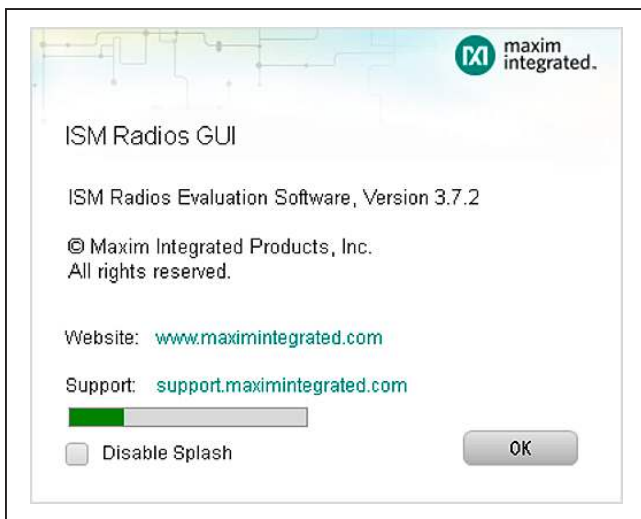 maxim
integrated.
ISM Radios GUI
ISM Radios Evaluation Software, Version 3.7.2
© Maxim Integrated Products, Inc.
All rights reserved.
Website: www.maximintegrated.com
Support: support.maximintegrated.com
Disable Splash
OK